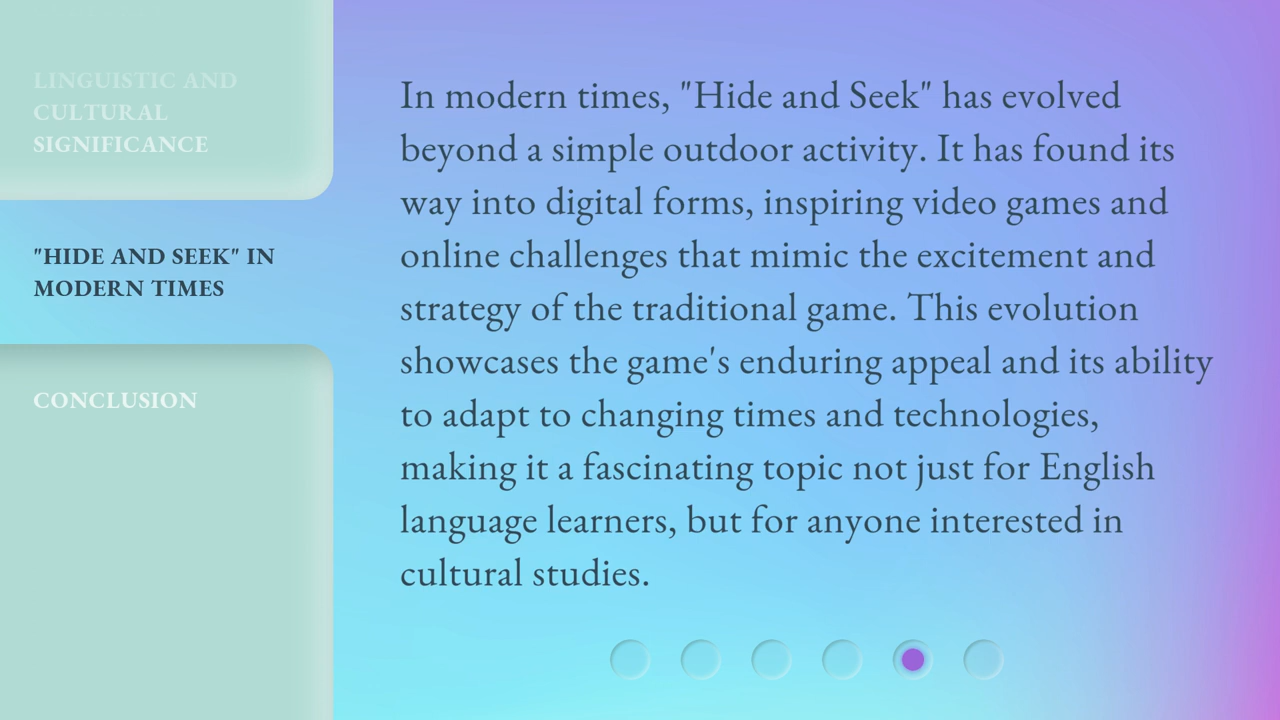 LINGUISTIC AND
CULTURAL
SIGNIFICANCE
"HIDE AND SEEK" IN
MODERN TIMES
CONCLUSION
In modern times, "Hide and Seek" has evolved
beyond a simple outdoor activity. It has found its
way into digital forms, inspiring video games and
online challenges that mimic the excitement and
strategy of the traditional game. This evolution
showcases the game's enduring appeal and its ability
to adapt to changing times and technologies,
making it a fascinating topic not just for English
language learners, but for anyone interested in
cultural studies.